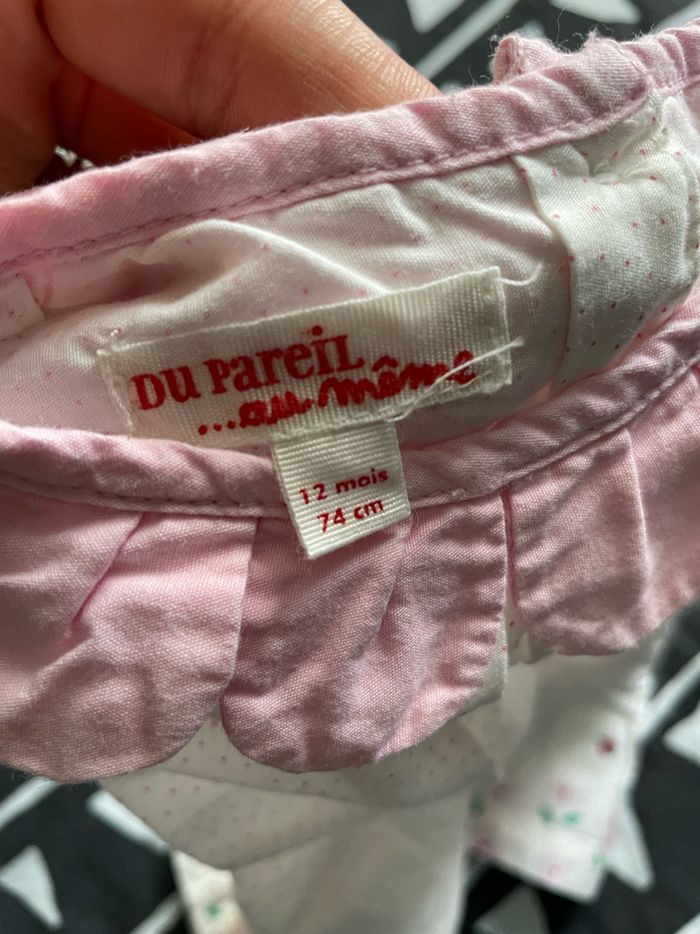 DU PAREIL
...au même
12 mois
74 cm